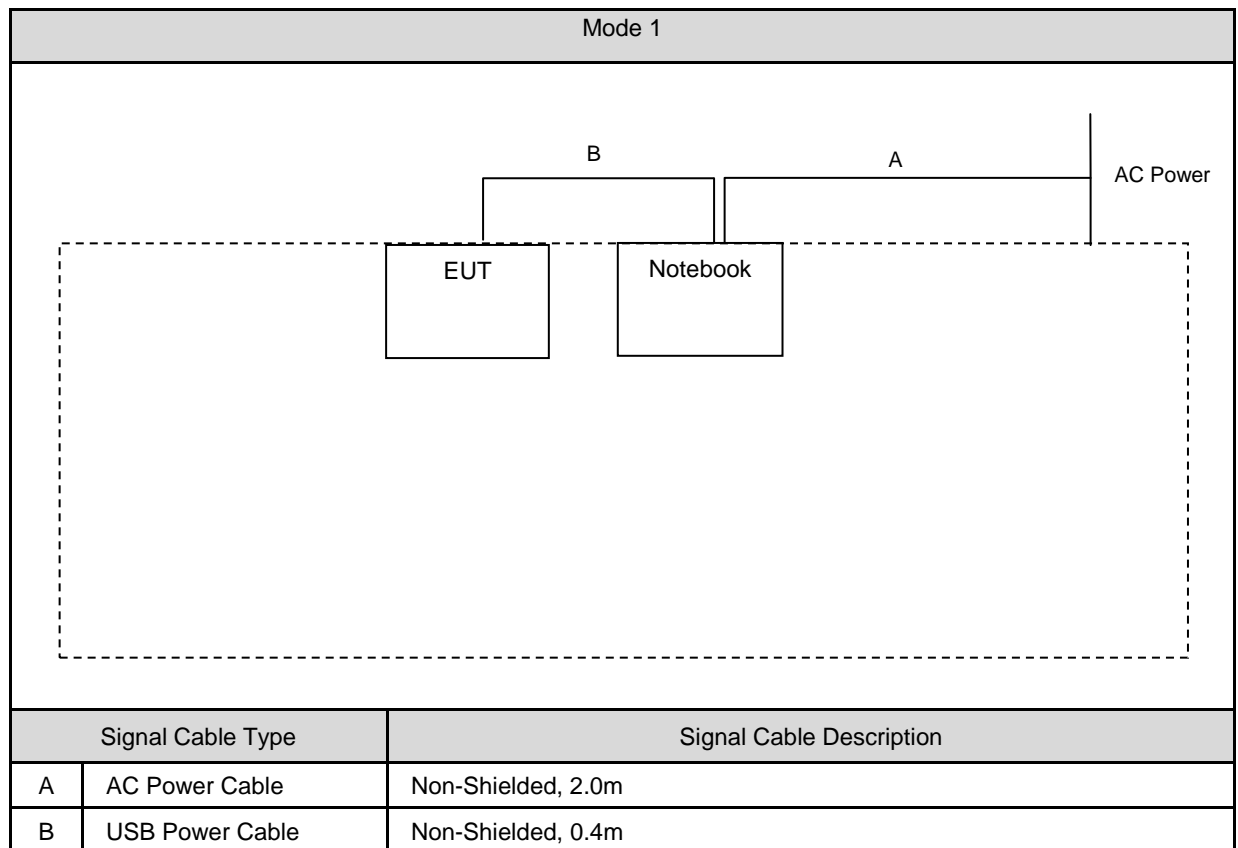 Mode 1
B
A
AC Power
EUT
Notebook
Signal Cable Type Signal Cable Description
A AC Power Cable Non-Shielded, 2.0m
B USB Power Cable Non-Shielded, 0.4m